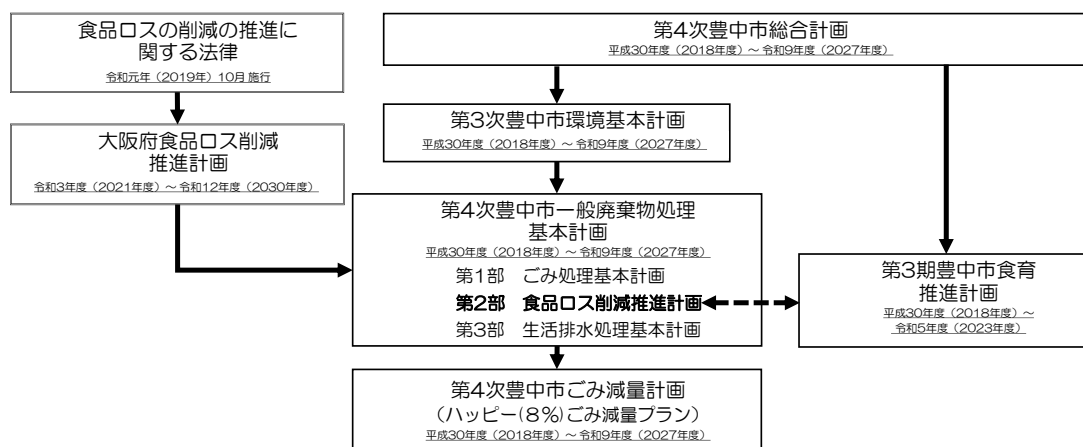 食品ロスの削減の推進に
関する法律
令和元年（2019年）10月施行
大阪府食品ロス削減
推進計画
令和3年度（2021年度）～令和12年度（2030年度）
第4次豊中市総合計画
平成30年度（2018年度）～令和9年度（2027年度）
第3次豊中市環境基本計画
平成30年度（2018年度）～令和9年度（2027年度）
第4次豊中市一般廃棄物処理
基本計画
平成30年度（2018年度）～令和9年度（2027年度）
第1部　ごみ処理基本計画
第2部　食品ロス削減推進計画
第3部　生活排水処理基本計画
第3期豊中市食育
推進計画
平成30年度（2018年度）～
令和5年度（2023年度）
第4次豊中市ごみ減量計画
（ハッピー(8%)ごみ減量プラン）
平成30年度（2018年度）～令和9年度（2027年度）